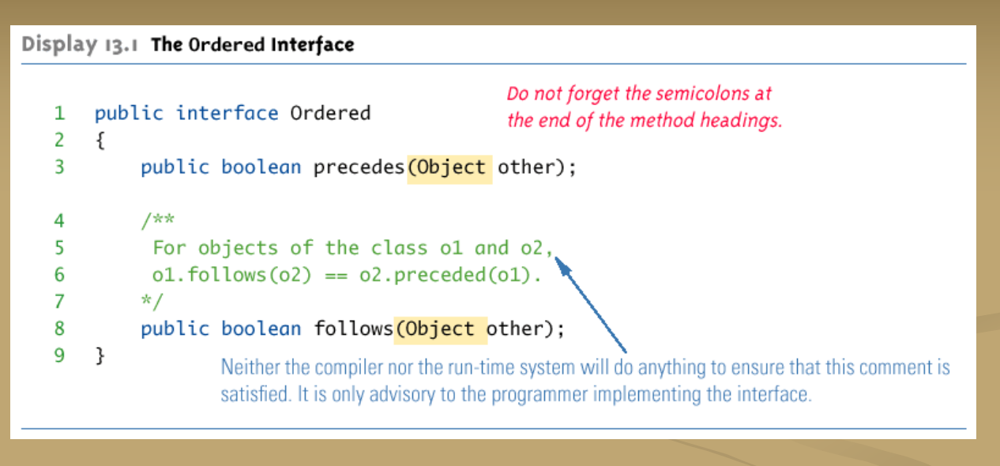 Display 13.1 The Ordered Interface
Do not forget the semicolons at
the end of the method headings.
1 public interface Ordered
2 {
3 public boolean precedes(Object other);
4 /**
5 For objects of the class o1 and o2,
6 o1.follows(o2) == o2.preceded(o1).
7 */
8 public boolean follows(Object other);
9 }
Neither the compiler nor the run-time system will do anything to ensure that this comment is
satisfied. It is only advisory to the programmer implementing the interface.